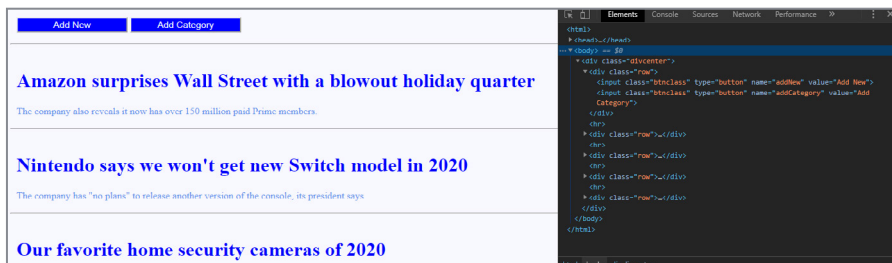 Add New Add Category
Amazon surprises Wall Street with a blowout holiday quarter
The company also reveals it now has over 150 million paid Prime members.
Nintendo says we won't get new Switch model in 2020
The company has "no plans" to release another version of the console, its president says
Our favorite home security cameras of 2020
Elements Console Sources Network Performance »
<html>
▶<head>…</head>
…▼<body> == $0
▼<div class="divcenter">
▼<div class="row">
<input class="btnclass" type="button" name="addNew" value="Add New">
<input class="btnclass" type="button" name="addCategory" value="Add
Category">
</div>
<hr>
▶<div class="row">…</div>
<hr>
▶<div class="row">…</div>
<hr>
▶<div class="row">…</div>
<hr>
▶<div class="row">…</div>
</div>
</body>
</html>